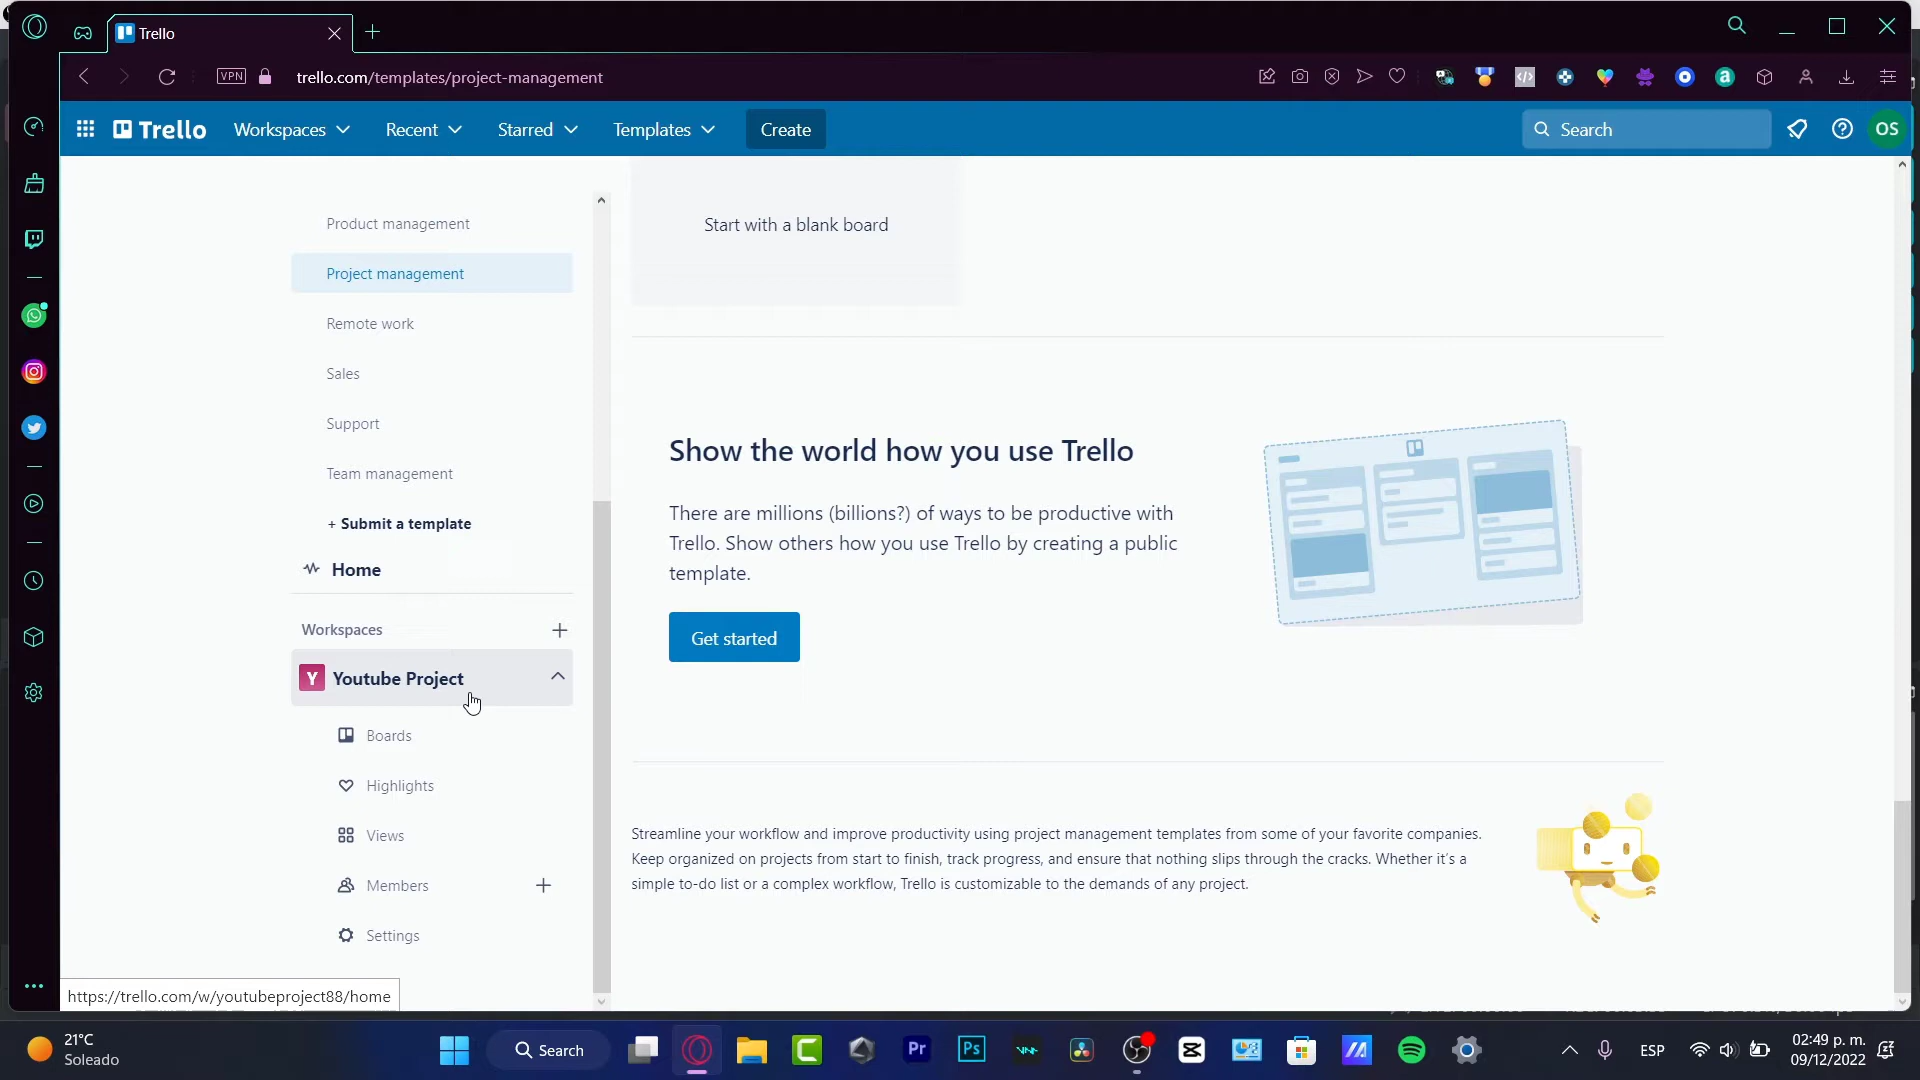 Trello
VPN
trello.com/templates/project-management
Trello
Workspaces
Recent
Starred
Templates
Create
Search
OS
Product management
Project management
Remote work
Sales
Support
Team management
+ Submit a template
Home
Workspaces
Y Youtube Project
Boards
Highlights
Views
Members
Settings
Start with a blank board
Show the world how you use Trello
There are millions (billions?) of ways to be productive with
Trello. Show others how you use Trello by creating a public
template.
Get started
Streamline your workflow and improve productivity using project management templates from some of your favorite companies.
Keep organized on projects from start to finish, track progress, and ensure that nothing slips through the cracks. Whether it's a
simple to-do list or a complex workflow, Trello is customizable to the demands of any project.
https://trello.com/w/youtubeproject88/home
21°C
Soleado
Search
Pr
Ps
ESP
02:49 p. m.
09/12/2022